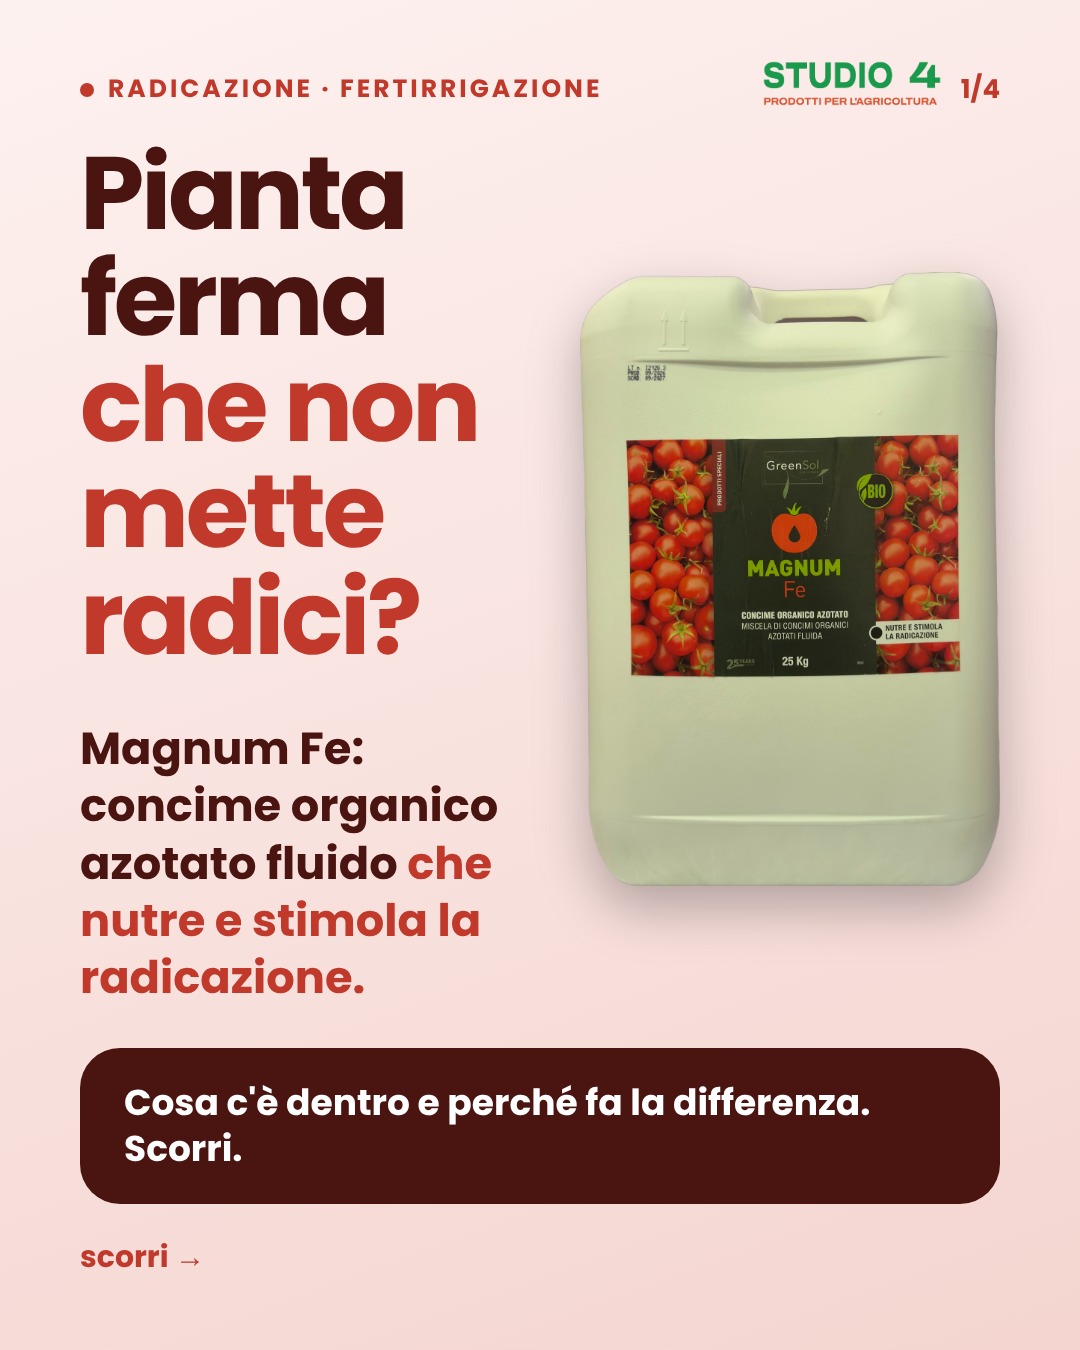 RADICAZIONE · FERTIRRIGAZIONE
STUDIO 4
PRODOTTI PER L'AGRICOLTURA
1/4
Pianta
ferma
che non
mette
radici?
Magnum Fe:
concime organico
azotato fluido che
nutre e stimola la
radicazione.
PRODOTTI SPECIALI
GreenSol
BIO
MAGNUM
Fe
CONCIME ORGANICO AZOTATO
MISCELA DI CONCIMI ORGANICI
AZOTATI FLUIDA
NUTRE E STIMOLA
LA RADICAZIONE
25 Kg
Cosa c'è dentro e perché fa la differenza.
Scorri.
scorri →